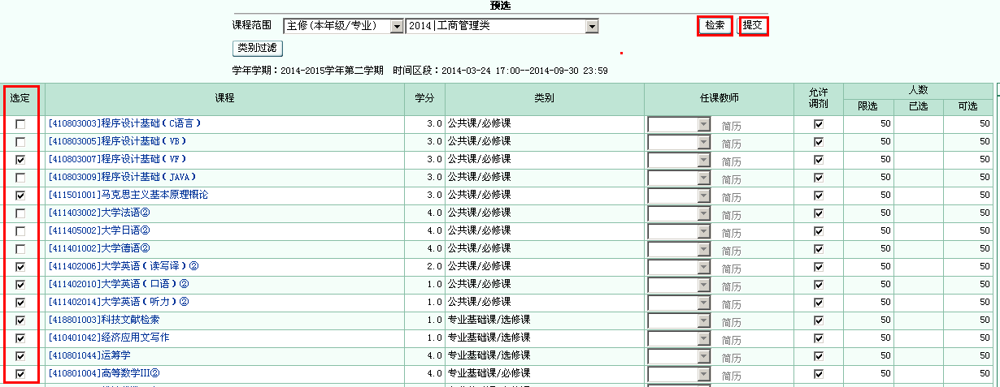 预选
课程范围 主修(本年级/专业) 2014|工商管理类 检索 提交
类别过滤
学年学期：2014-2015学年第二学期 时间区段：2014-03-24 17:00--2014-09-30 23:59
选定 课程 学分 类别 任课教师 允许调剂 人数
限选 已选 可选
[410803003]程序设计基础(C语言) 3.0 公共课/必修课 简历 50 50
[410803005]程序设计基础(VB) 3.0 公共课/必修课 简历 50 50
[410803007]程序设计基础(VF) 3.0 公共课/必修课 简历 50 50
[410803009]程序设计基础(JAVA) 3.0 公共课/必修课 简历 50 50
[411501001]马克思主义基本原理概论 3.0 公共课/必修课 简历 50 50
[411403002]大学法语② 4.0 公共课/必修课 简历 50 50
[411405002]大学日语② 4.0 公共课/必修课 简历 50 50
[411401002]大学德语② 4.0 公共课/必修课 简历 50 50
[411402006]大学英语(读写译)② 2.0 公共课/必修课 简历 50 50
[411402010]大学英语(口语)② 1.0 公共课/必修课 简历 50 50
[411402014]大学英语(听力)② 1.0 公共课/必修课 简历 50 50
[418801003]科技文献检索 1.0 专业基础课/选修课 简历 50 50
[410401042]经济应用文写作 1.0 专业基础课/选修课 简历 50 50
[410801044]运筹学 4.0 专业基础课/选修课 简历 50 50
[410801004]高等数学III② 4.0 专业基础课/必修课 简历 50 50